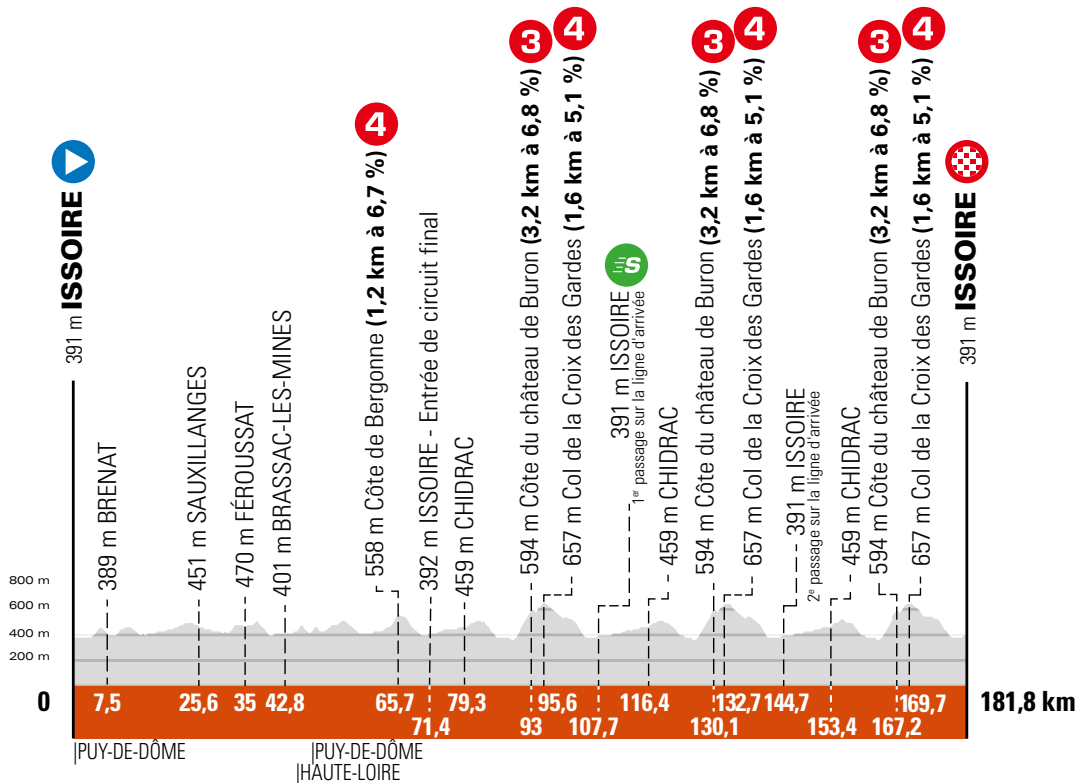 391 m ISSOIRE
389 m BRENAT
451 m SAUXILLANGES
470 m FÉROUSSAT
401 m BRASSAC-LES-MINES
4
558 m Côte de Bergonne (1,2 km à 6,7 %)
392 m ISSOIRE - Entrée de circuit final
459 m CHIDRAC
3
594 m Côte du château de Buron (3,2 km à 6,8 %)
4
657 m Col de la Croix des Gardes (1,6 km à 5,1 %)
S
391 m ISSOIRE
1er passage sur la ligne d'arrivée
459 m CHIDRAC
3
594 m Côte du château de Buron (3,2 km à 6,8 %)
4
657 m Col de la Croix des Gardes (1,6 km à 5,1 %)
391 m ISSOIRE
2e passage sur la ligne d'arrivée
459 m CHIDRAC
3
594 m Côte du château de Buron (3,2 km à 6,8 %)
4
657 m Col de la Croix des Gardes (1,6 km à 5,1 %)
391 m ISSOIRE
800 m
600 m
400 m
200 m
0 7,5 25,6 35 42,8 65,7 79,3 95,6 116,4 132,7 144,7 169,7 181,8 km
71,4 93 107,7 130,1 153,4 167,2
|PUY-DE-DÔME |PUY-DE-DÔME
|HAUTE-LOIRE